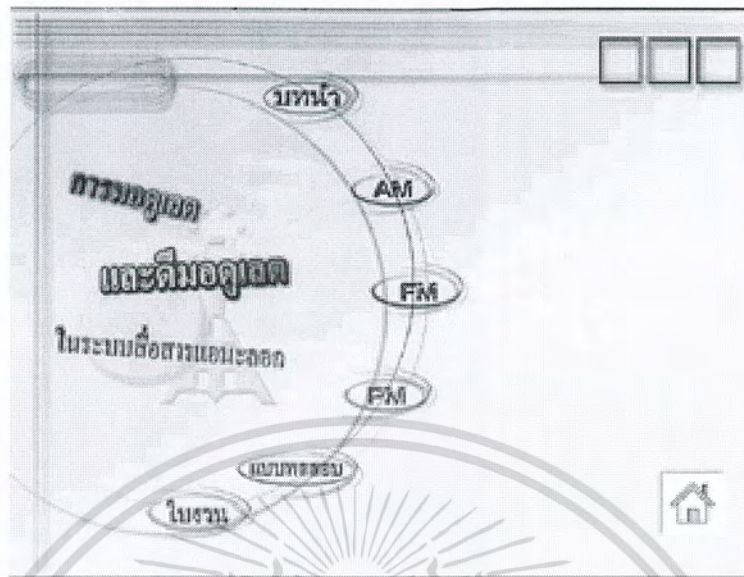 บทนำ
AM
การมอดูเลต
และดีมอดูเลต
FM
ในระบบสื่อสารแอนะลอก
PM
แบบทดสอบ
ใบงาน